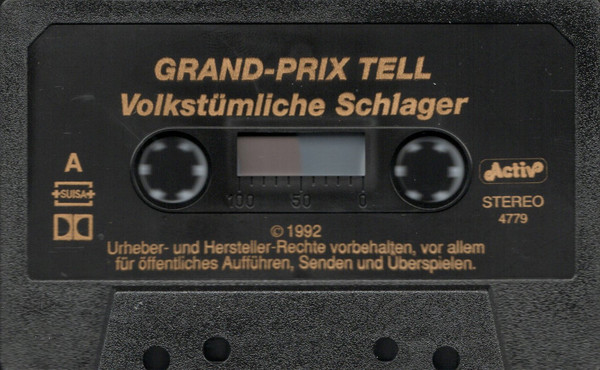 GRAND-PRIX TELL
Volkstümliche Schlager
A
+SUISA+
Activ
STEREO
4779
100 50 0
© 1992
Urheber- und Hersteller-Rechte vorbehalten, vor allem
für öffentliches Aufführen, Senden und Überspielen.